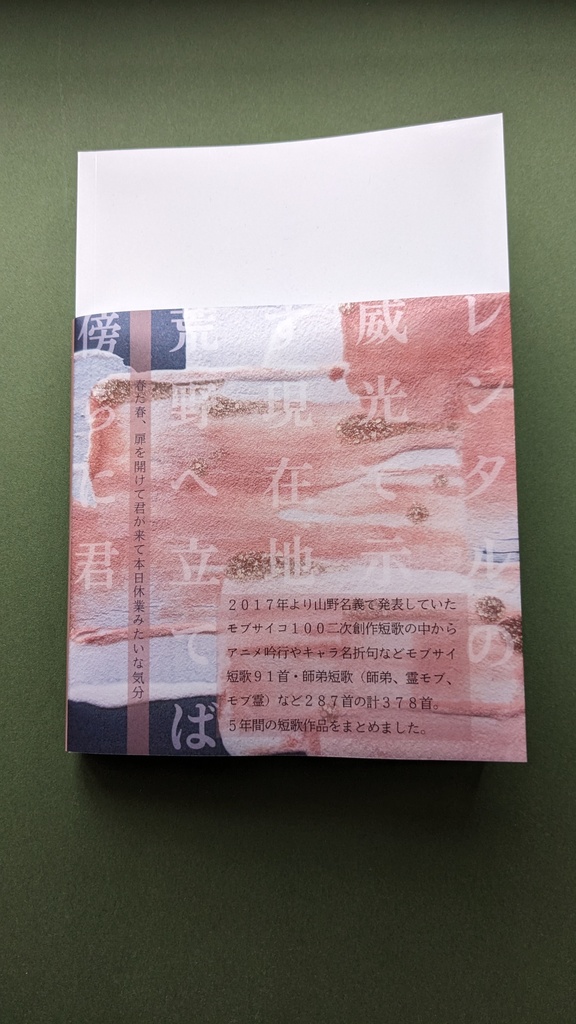 レンタルの
威光で示
す現在地
荒野へ立てば
傍らに君
春だ春、扉を開けて君が来て本日休業みたいな気分
2017年より山野名義で発表していた
モブサイコ100二次創作短歌の中から
アニメ吟行やキャラ名折句などモブサイ
短歌91首・師弟短歌（師弟、霊モブ、
モブ霊）など287首の計378首。
5年間の短歌作品をまとめました。